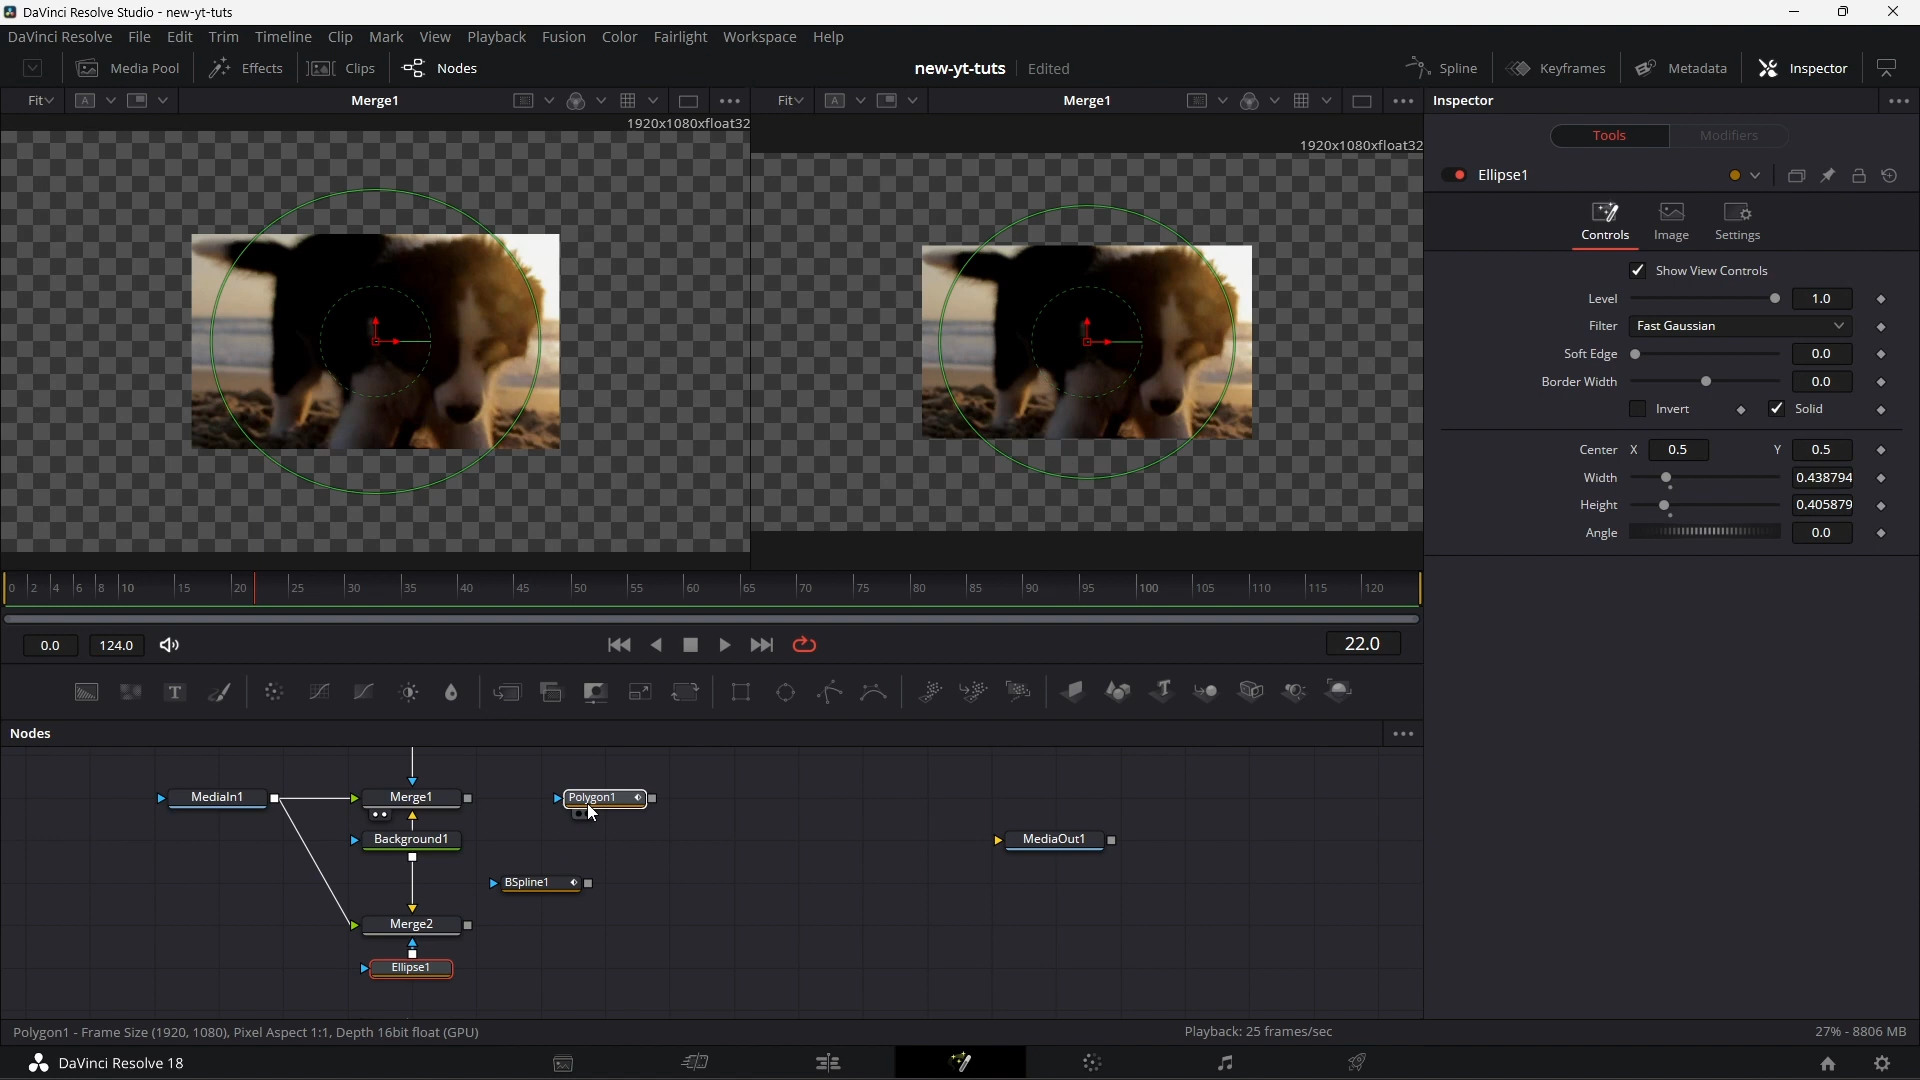 DaVinci Resolve Studio - new-yt-tuts
DaVinci Resolve File Edit Trim Timeline Clip Mark View Playback Fusion Color Fairlight Workspace Help
Media Pool Effects Clips Nodes new-yt-tuts Edited Spline Keyframes Metadata Inspector
Fit A Merge1 Fit A Merge1 Inspector
1920x1080xfloat32
1920x1080xfloat32
Tools Modifiers
Ellipse1
Controls Image Settings
Show View Controls
Level 1.0
Filter Fast Gaussian
Soft Edge 0.0
Border Width 0.0
Invert Solid
Center X 0.5 Y 0.5
Width 0.438794
Height 0.405879
Angle 0.0
0 2 4 6 8 10 15 20 25 30 35 40 45 50 55 60 65 70 75 80 85 90 95 100 105 110 115 120
0.0 124.0 22.0
T T
Nodes
MediaIn1 Merge1 Polygon1
Background1 MediaOut1
BSpline1
Merge2
Ellipse1
Polygon1 - Frame Size (1920, 1080), Pixel Aspect 1:1, Depth 16bit float (GPU) Playback: 25 frames/sec 27% - 8806 MB
DaVinci Resolve 18